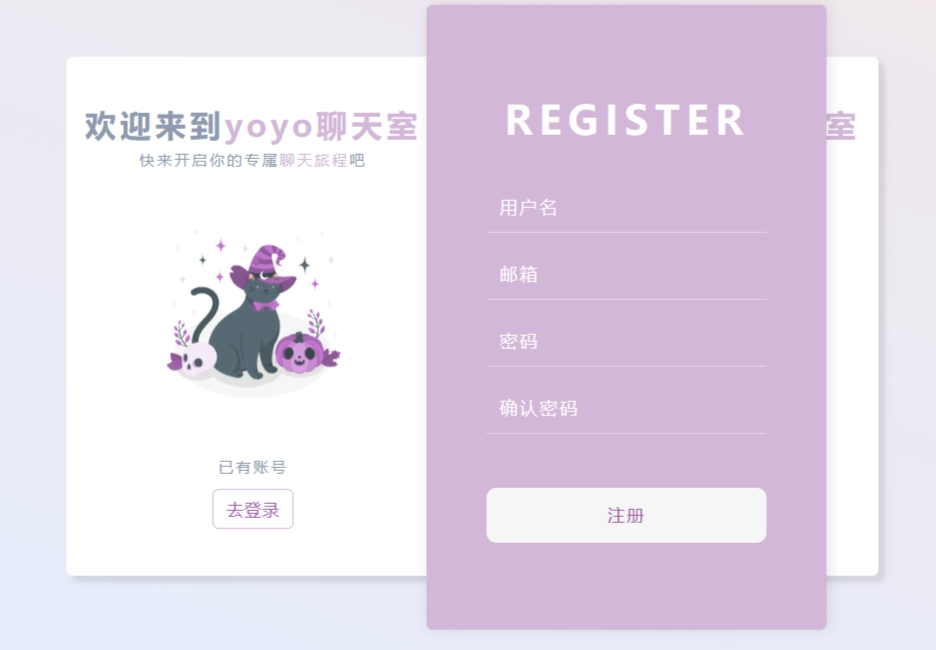 欢迎来到yoyo聊天室
快来开启你的专属聊天旅程吧
已有账号
去登录
REGISTER
用户名
邮箱
密码
确认密码
注册
室